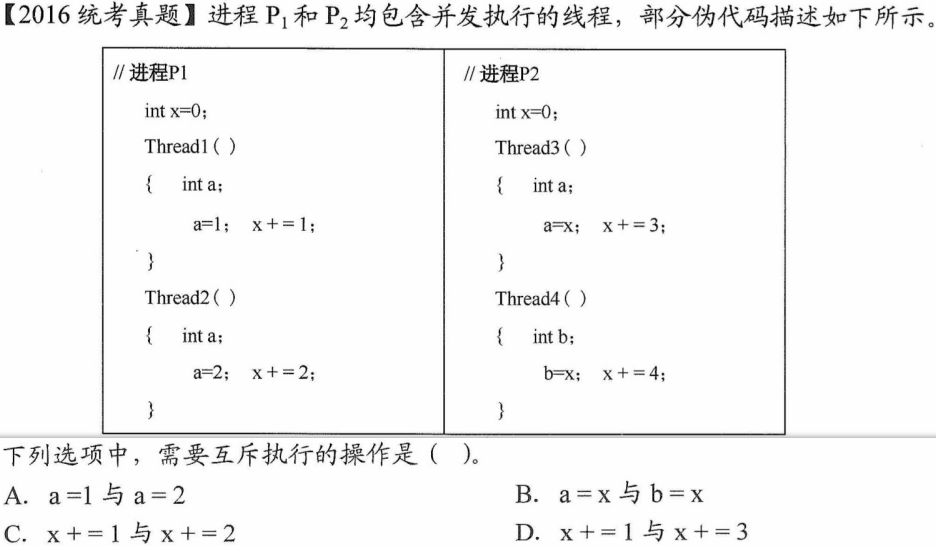 【2016 统考真题】进程 P₁和 P₂均包含并发执行的线程，部分伪代码描述如下所示。
// 进程P1
int x=0;
Thread1( )
{ int a;
a=1; x+=1;
}
Thread2( )
{ int a;
a=2; x+=2;
}
// 进程P2
int x=0;
Thread3( )
{ int a;
a=x; x+=3;
}
Thread4( )
{ int b;
b=x; x+=4;
}
下列选项中，需要互斥执行的操作是（ ）。
A. a=1 与 a=2
B. a=x 与 b=x
C. x+=1 与 x+=2
D. x+=1 与 x+=3